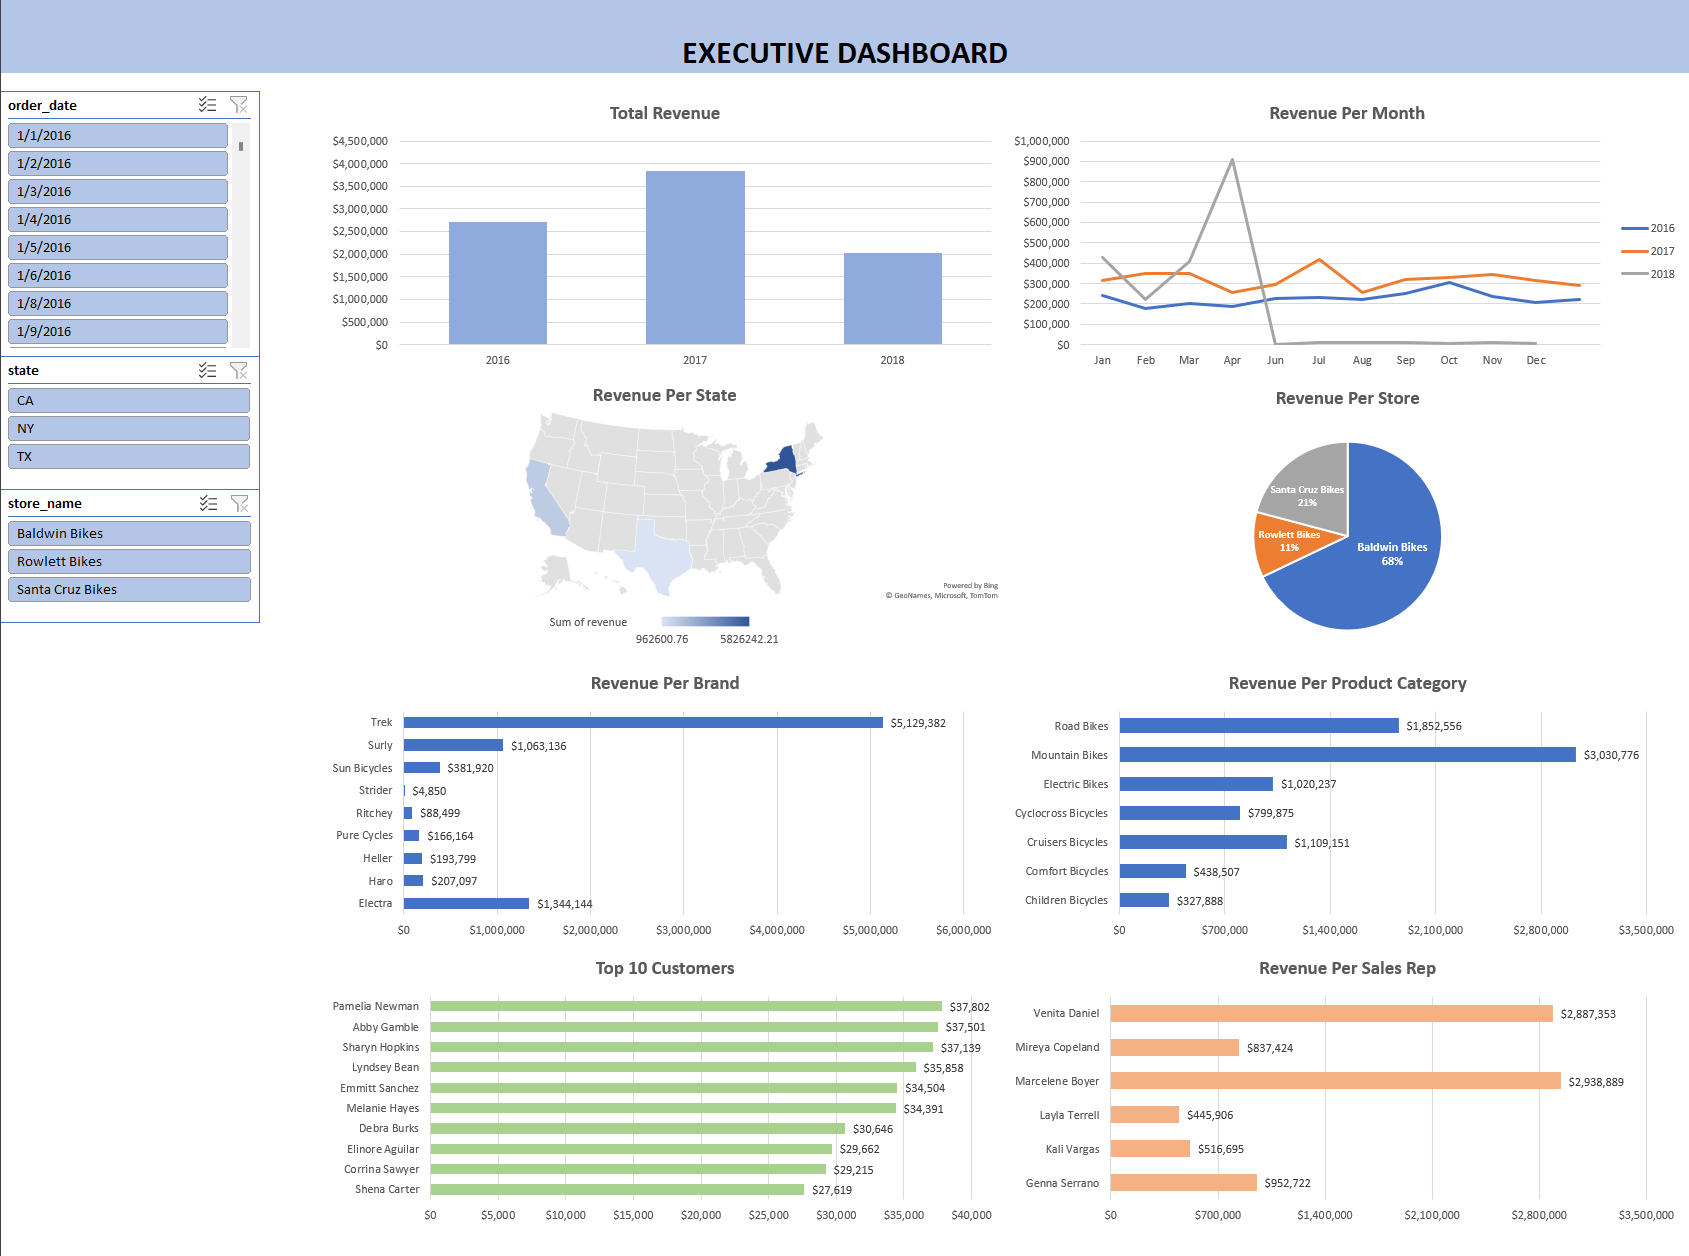 EXECUTIVE DASHBOARD
order_date
1/1/2016
1/2/2016
1/3/2016
1/4/2016
1/5/2016
1/6/2016
1/8/2016
1/9/2016
state
CA
NY
TX
store_name
Baldwin Bikes
Rowlett Bikes
Santa Cruz Bikes
Total Revenue
$4,500,000
$4,000,000
$3,500,000
$3,000,000
$2,500,000
$2,000,000
$1,500,000
$1,000,000
$500,000
$0
2016 2017 2018
Revenue Per Month
$1,000,000
$900,000
$800,000
$700,000
$600,000
$500,000
$400,000
$300,000
$200,000
$100,000
$0
Jan Feb Mar Apr Jun Jul Aug Sep Oct Nov Dec
2016
2017
2018
Revenue Per State
Powered by Bing
© GeoNames, Microsoft, TomTom
Sum of revenue
962600.76 5826242.21
Revenue Per Store
Santa Cruz Bikes
21%
Rowlett Bikes
11%
Baldwin Bikes
68%
Revenue Per Brand
Trek $5,129,382
Surly $1,063,136
Sun Bicycles $381,920
Strider $4,850
Ritchey $88,499
Pure Cycles $166,164
Heller $193,799
Haro $207,097
Electra $1,344,144
$0 $1,000,000 $2,000,000 $3,000,000 $4,000,000 $5,000,000 $6,000,000
Revenue Per Product Category
Road Bikes $1,852,556
Mountain Bikes $3,030,776
Electric Bikes $1,020,237
Cyclocross Bicycles $799,875
Cruisers Bicycles $1,109,151
Comfort Bicycles $438,507
Children Bicycles $327,888
$0 $700,000 $1,400,000 $2,100,000 $2,800,000 $3,500,000
Top 10 Customers
Pamelia Newman $37,802
Abby Gamble $37,501
Sharyn Hopkins $37,139
Lyndsey Bean $35,858
Emmitt Sanchez $34,504
Melanie Hayes $34,391
Debra Burks $30,646
Elinore Aguilar $29,662
Corrina Sawyer $29,215
Shena Carter $27,619
$0 $5,000 $10,000 $15,000 $20,000 $25,000 $30,000 $35,000 $40,000
Revenue Per Sales Rep
Venita Daniel $2,887,353
Mireya Copeland $837,424
Marcelene Boyer $2,938,889
Layla Terrell $445,906
Kali Vargas $516,695
Genna Serrano $952,722
$0 $700,000 $1,400,000 $2,100,000 $2,800,000 $3,500,000